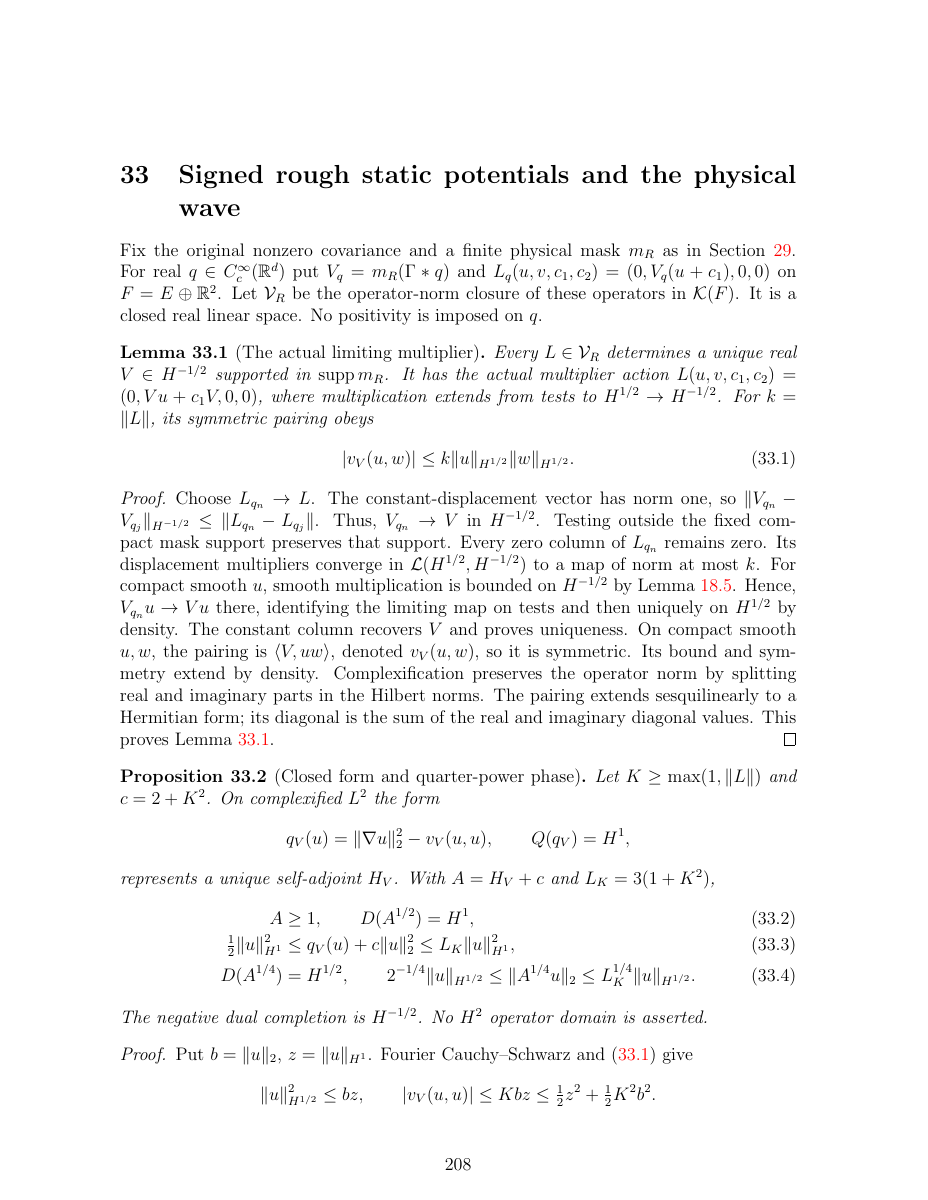 33 Signed rough static potentials and the physical
wave
Fix the original nonzero covariance and a finite physical mask m_R as in Section 29.
For real q ∈ C_c^∞(ℝ^d) put V_q = m_R(Γ ∗ q) and L_q(u, v, c_1, c_2) = (0, V_q(u + c_1), 0, 0) on
F = E ⊕ ℝ^2. Let 𝒱_R be the operator-norm closure of these operators in 𝒦(F). It is a
closed real linear space. No positivity is imposed on q.
Lemma 33.1 (The actual limiting multiplier). Every L ∈ 𝒱_R determines a unique real
V ∈ H^{−1/2} supported in supp m_R. It has the actual multiplier action L(u, v, c_1, c_2) =
(0, Vu + c_1V, 0, 0), where multiplication extends from tests to H^{1/2} → H^{−1/2}. For k =
‖L‖, its symmetric pairing obeys
|v_V(u, w)| ≤ k‖u‖_{H^{1/2}}‖w‖_{H^{1/2}}. (33.1)
Proof. Choose L_{q_n} → L. The constant-displacement vector has norm one, so ‖V_{q_n} −
V_{q_j}‖_{H^{−1/2}} ≤ ‖L_{q_n} − L_{q_j}‖. Thus, V_{q_n} → V in H^{−1/2}. Testing outside the fixed com-
pact mask support preserves that support. Every zero column of L_{q_n} remains zero. Its
displacement multipliers converge in ℒ(H^{1/2}, H^{−1/2}) to a map of norm at most k. For
compact smooth u, smooth multiplication is bounded on H^{−1/2} by Lemma 18.5. Hence,
V_{q_n}u → Vu there, identifying the limiting map on tests and then uniquely on H^{1/2} by
density. The constant column recovers V and proves uniqueness. On compact smooth
u, w, the pairing is ⟨V, uw⟩, denoted v_V(u, w), so it is symmetric. Its bound and sym-
metry extend by density. Complexification preserves the operator norm by splitting
real and imaginary parts in the Hilbert norms. The pairing extends sesquilinearly to a
Hermitian form; its diagonal is the sum of the real and imaginary diagonal values. This
proves Lemma 33.1. □
Proposition 33.2 (Closed form and quarter-power phase). Let K ≥ max(1, ‖L‖) and
c = 2 + K^2. On complexified L^2 the form
q_V(u) = ‖∇u‖_2^2 − v_V(u, u), Q(q_V) = H^1,
represents a unique self-adjoint H_V. With A = H_V + c and L_K = 3(1 + K^2),
A ≥ 1, D(A^{1/2}) = H^1, (33.2)
½‖u‖_{H^1}^2 ≤ q_V(u) + c‖u‖_2^2 ≤ L_K‖u‖_{H^1}^2, (33.3)
D(A^{1/4}) = H^{1/2}, 2^{−1/4}‖u‖_{H^{1/2}} ≤ ‖A^{1/4}u‖_2 ≤ L_K^{1/4}‖u‖_{H^{1/2}}. (33.4)
The negative dual completion is H^{−1/2}. No H^2 operator domain is asserted.
Proof. Put b = ‖u‖_2, z = ‖u‖_{H^1}. Fourier Cauchy–Schwarz and (33.1) give
‖u‖_{H^{1/2}}^2 ≤ bz, |v_V(u, u)| ≤ Kbz ≤ ½z^2 + ½K^2b^2.
208